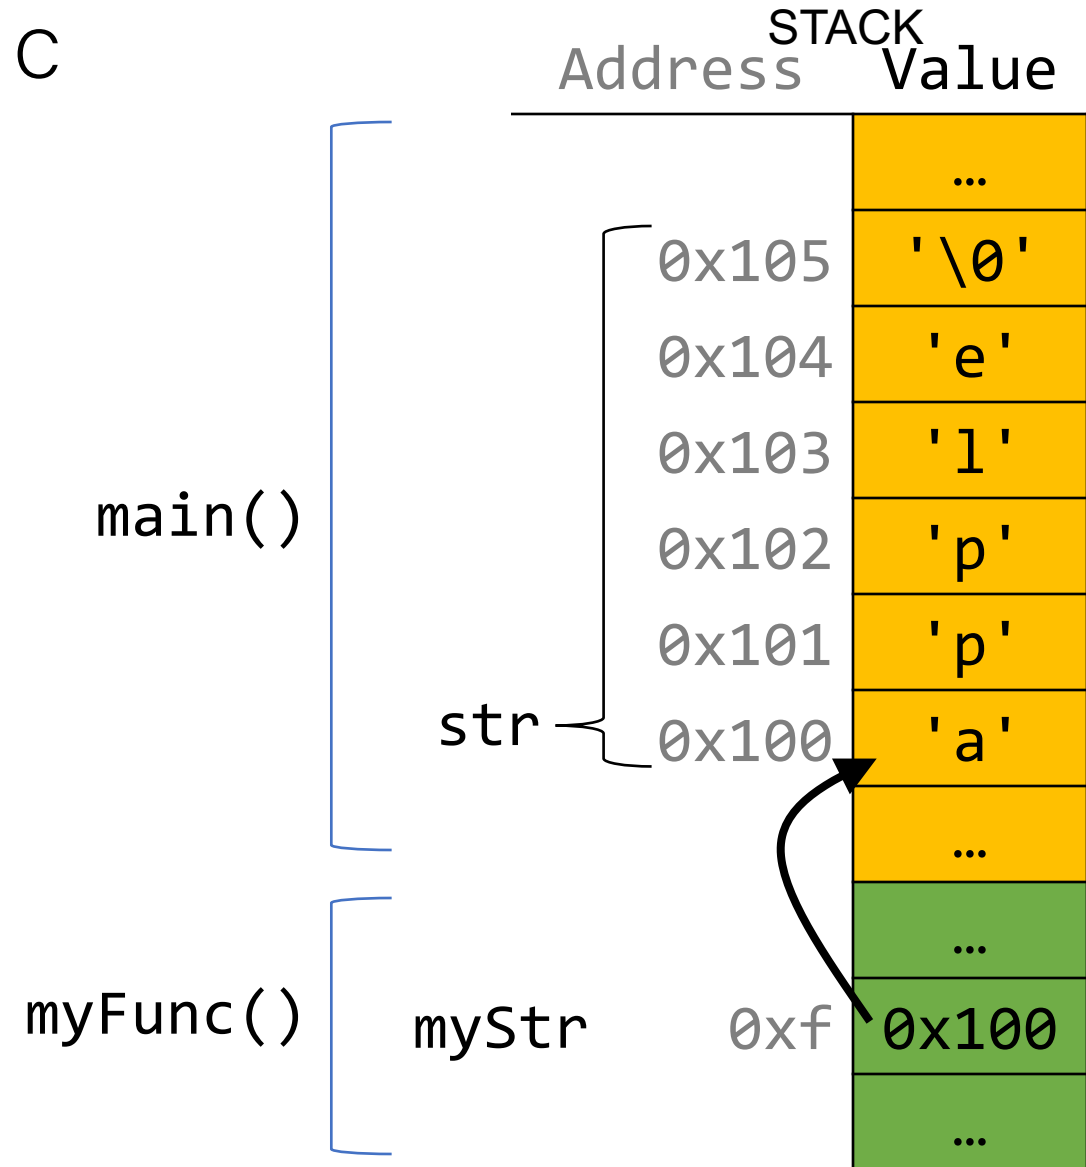 C
STACK
Address Value
…
0x105 '\0'
0x104 'e'
0x103 'l'
main()
0x102 'p'
0x101 'p'
str 0x100 'a'
…
…
myFunc() myStr 0xf 0x100
…